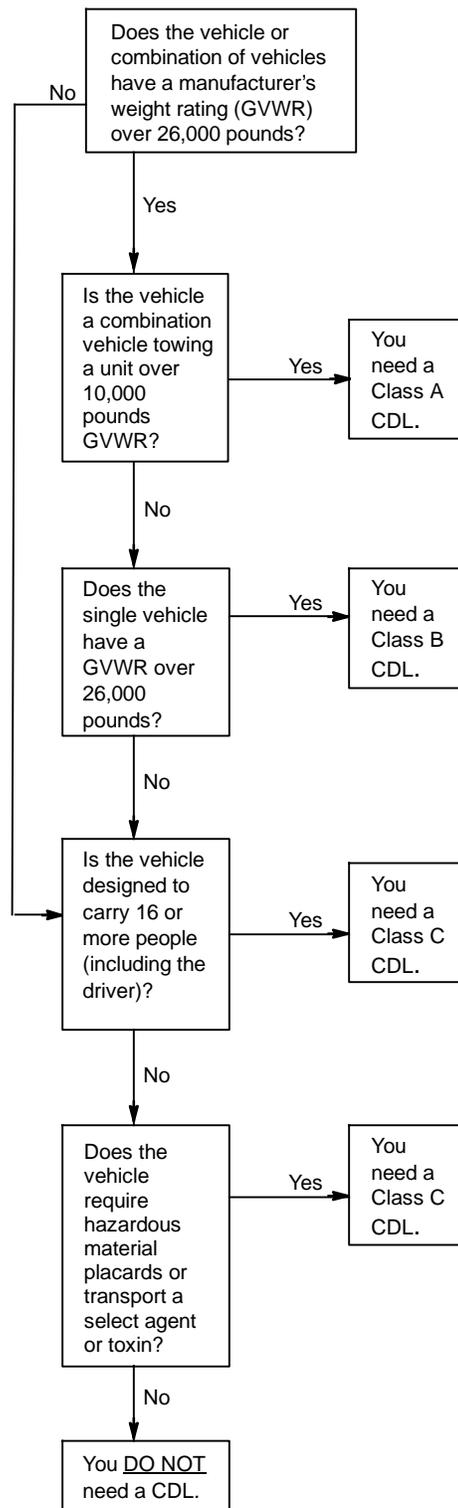 Does the vehicle or
combination of vehicles
have a manufacturer's
weight rating (GVWR)
over 26,000 pounds?
No
Yes
Is the vehicle
a combination
vehicle towing
a unit over
10,000
pounds
GVWR?
Yes
You
need a
Class A
CDL.
No
Does the
single vehicle
have a
GVWR over
26,000
pounds?
Yes
You
need a
Class B
CDL.
No
Is the vehicle
designed to
carry 16 or
more people
(including the
driver)?
Yes
You
need a
Class C
CDL.
No
Does the
vehicle
require
hazardous
material
placards or
transport a
select agent
or toxin?
Yes
You
need a
Class C
CDL.
No
You DO NOT
need a CDL.